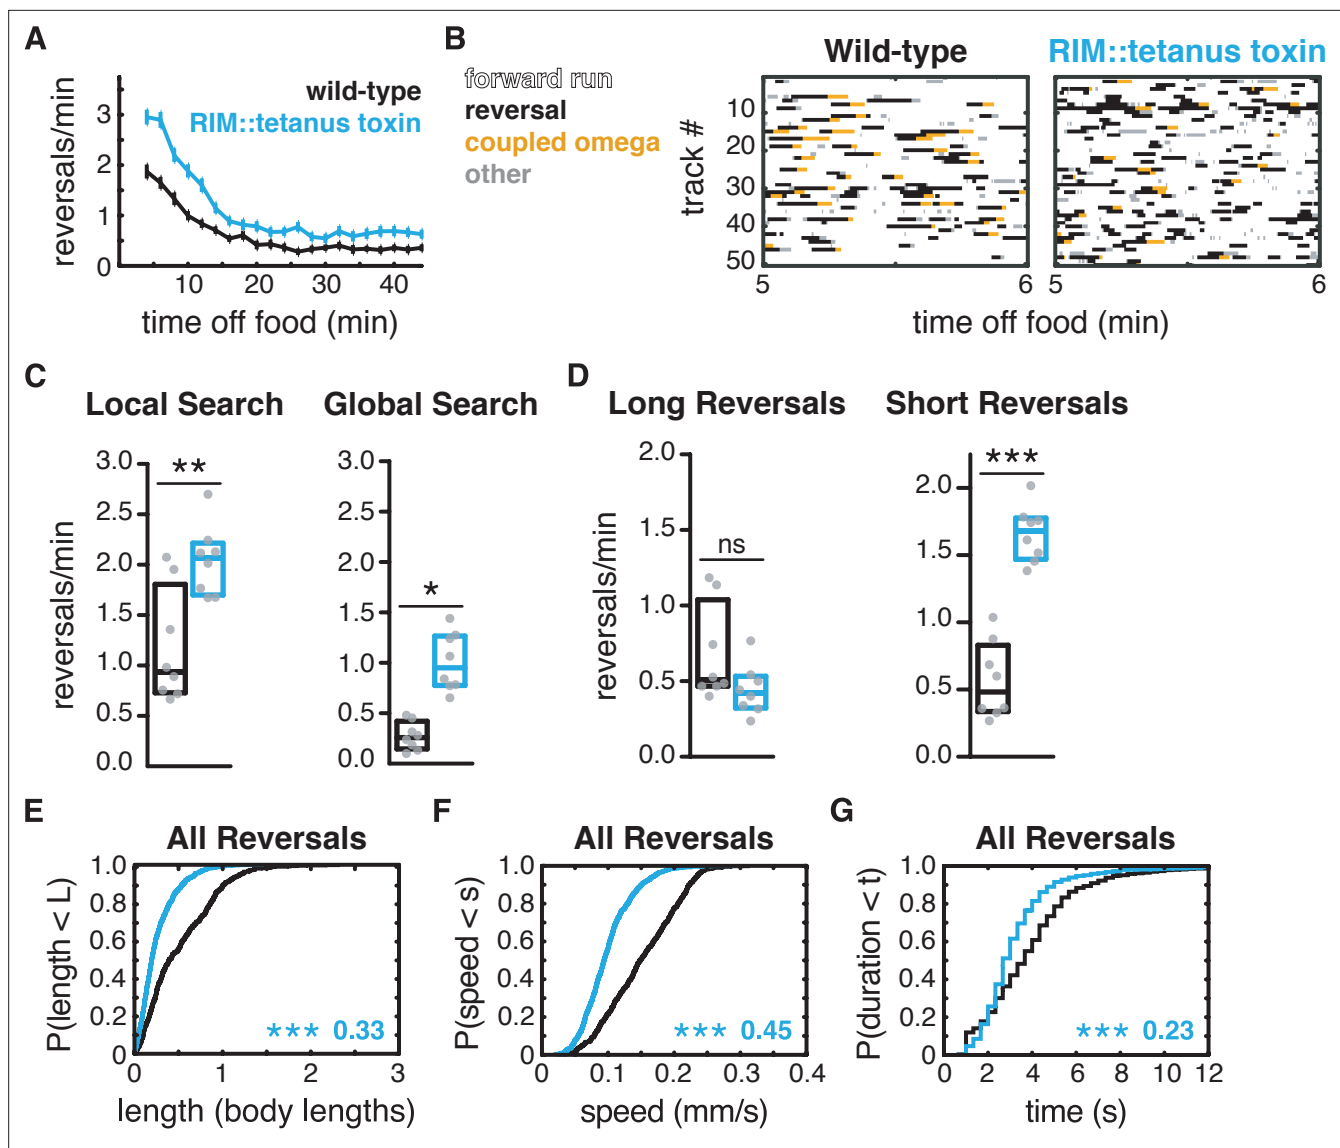 A
reversals/min
3
2
1
0
wild-type
RIM::tetanus toxin
10
20
30
40
time off food (min)
B
forward run
reversal
coupled omega
other
Wild-type
RIM::tetanus toxin
track #
10
20
30
40
50
5
6
5
6
time off food (min)
C
Local Search
Global Search
reversals/min
3.0
2.5
2.0
1.5
1.0
0.5
0.0
**
3.0
2.5
2.0
1.5
1.0
0.5
0.0
*
D
Long Reversals
Short Reversals
reversals/min
2.0
1.5
1.0
0.5
0.0
ns
2.0
1.5
1.0
0.5
0.0
***
E
All Reversals
P(length < L)
1.0
0.8
0.6
0.4
0.2
0
*** 0.33
0
1
2
3
length (body lengths)
F
All Reversals
P(speed < s)
1.0
0.8
0.6
0.4
0.2
0
*** 0.45
0
0.1
0.2
0.3
0.4
speed (mm/s)
G
All Reversals
P(duration < t)
1.0
0.8
0.6
0.4
0.2
0
*** 0.23
0
2
4
6
8
10
12
time (s)